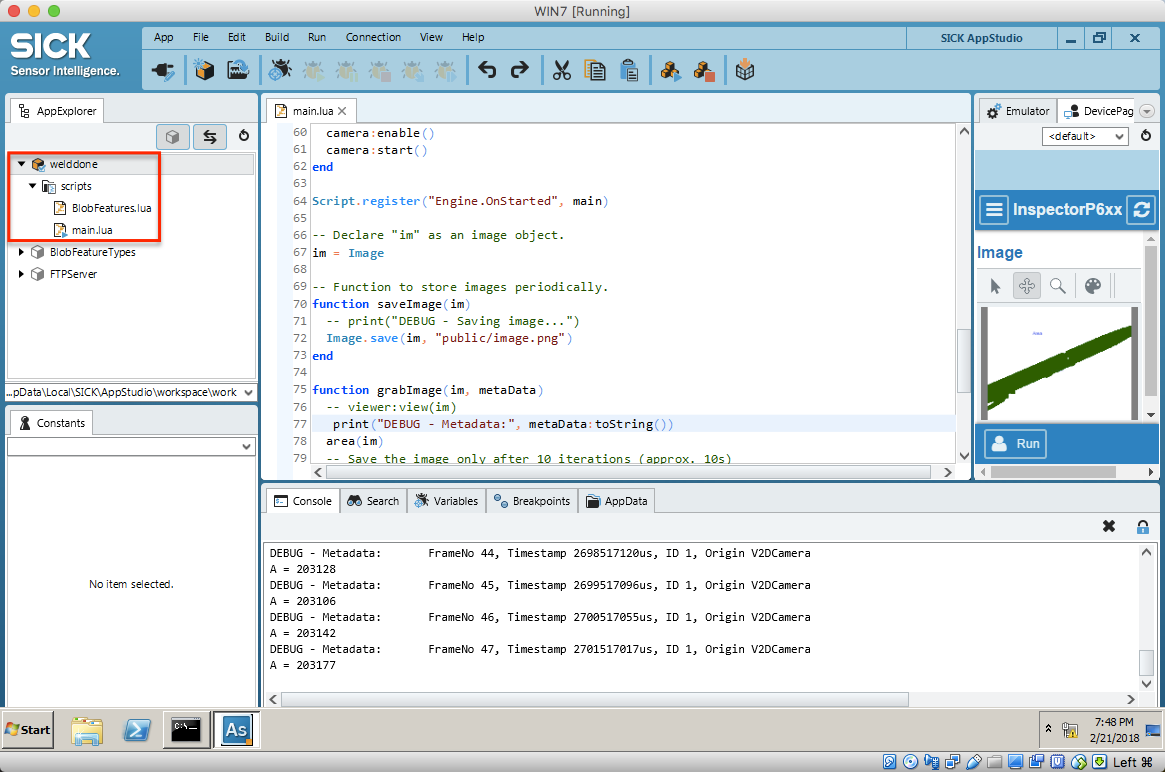 WIN7 [Running]
SICK
Sensor Intelligence.
App File Edit Build Run Connection View Help
SICK AppStudio
AppExplorer
welddone
scripts
BlobFeatures.lua
main.lua
BlobFeatureTypes
FTPServer
...pData\Local\SICK\AppStudio\workspace\work
Constants
No item selected.
main.lua
60 camera:enable()
61 camera:start()
62 end
63
64 Script.register("Engine.OnStarted", main)
65
66 -- Declare "im" as an image object.
67 im = Image
68
69 -- Function to store images periodically.
70 function saveImage(im)
71 -- print("DEBUG - Saving image...")
72 Image.save(im, "public/image.png")
73 end
74
75 function grabImage(im, metaData)
76 -- viewer:view(im)
77 print("DEBUG - Metadata:", metaData:toString())
78 area(im)
79 -- Save the image only after 10 iterations (approx. 10s)
Emulator DevicePag
<default>
InspectorP6xx
Image
Run
Console Search Variables Breakpoints AppData
DEBUG - Metadata: FrameNo 44, Timestamp 2698517120us, ID 1, Origin V2DCamera
A = 203128
DEBUG - Metadata: FrameNo 45, Timestamp 2699517096us, ID 1, Origin V2DCamera
A = 203106
DEBUG - Metadata: FrameNo 46, Timestamp 2700517055us, ID 1, Origin V2DCamera
A = 203142
DEBUG - Metadata: FrameNo 47, Timestamp 2701517017us, ID 1, Origin V2DCamera
A = 203177
Start
C:\
As
7:48 PM
2/21/2018
Left ⌘